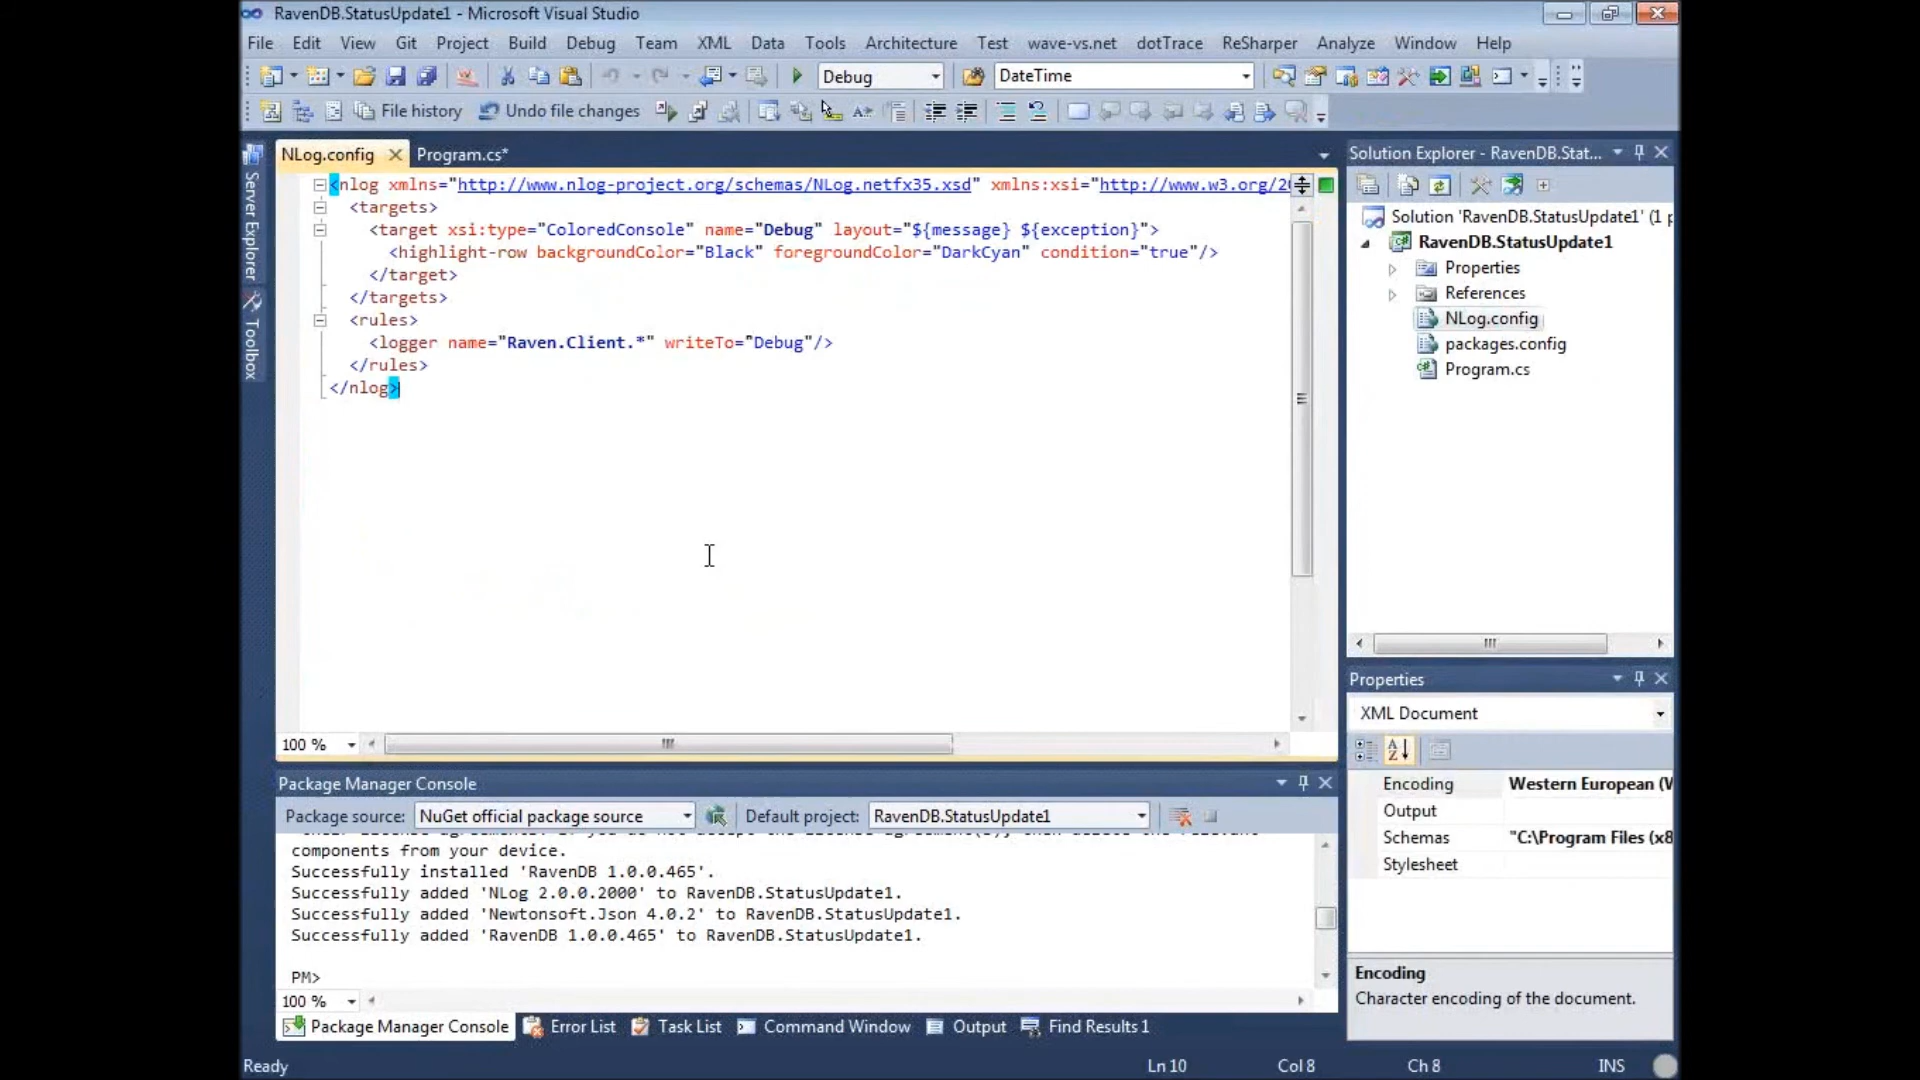 RavenDB.StatusUpdate1 - Microsoft Visual Studio
File Edit View Git Project Build Debug Team XML Data Tools Architecture Test wave-vs.net dotTrace ReSharper Analyze Window Help
Debug DateTime
File history Undo file changes
NLog.config Program.cs*
<nlog xmlns="http://www.nlog-project.org/schemas/NLog.netfx35.xsd" xmlns:xsi="http://www.w3.org/2
<targets>
<target xsi:type="ColoredConsole" name="Debug" layout="${message} ${exception}">
<highlight-row backgroundColor="Black" foregroundColor="DarkCyan" condition="true"/>
</target>
</targets>
<rules>
<logger name="Raven.Client.*" writeTo="Debug"/>
</rules>
</nlog>
100 %
Server Explorer
Toolbox
Solution Explorer - RavenDB.Stat...
Solution 'RavenDB.StatusUpdate1' (1 p
RavenDB.StatusUpdate1
Properties
References
NLog.config
packages.config
Program.cs
Properties
XML Document
Encoding Western European (W
Output
Schemas "C:\Program Files (x8
Stylesheet
Encoding
Character encoding of the document.
Package Manager Console
Package source: NuGet official package source Default project: RavenDB.StatusUpdate1
components from your device.
Successfully installed 'RavenDB 1.0.0.465'.
Successfully added 'NLog 2.0.0.2000' to RavenDB.StatusUpdate1.
Successfully added 'Newtonsoft.Json 4.0.2' to RavenDB.StatusUpdate1.
Successfully added 'RavenDB 1.0.0.465' to RavenDB.StatusUpdate1.
PM>
100 %
Package Manager Console Error List Task List Command Window Output Find Results 1
Ready Ln 10 Col 8 Ch 8 INS